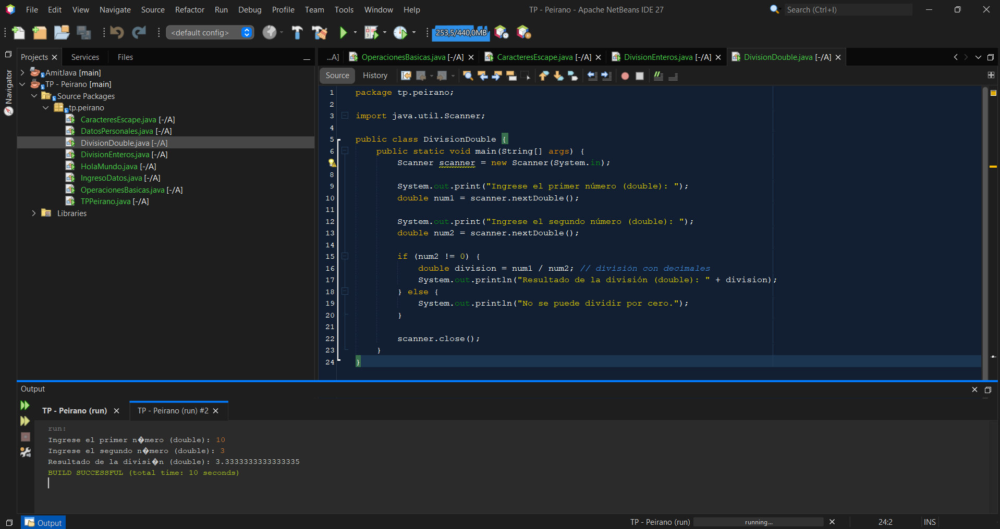 File Edit View Navigate Source Refactor Run Debug Profile Team Tools Window Help TP - Peirano - Apache NetBeans IDE 27 Search (Ctrl+I)
<default config> 253,5/440,0MB
Projects Services Files
Navigator
AmitJava [main]
TP - Peirano [main]
Source Packages
tp.peirano
CaracteresEscape.java [-/A]
DatosPersonales.java [-/A]
DivisionDouble.java [-/A]
DivisionEnteros.java [-/A]
HolaMundo.java [-/A]
IngresoDatos.java [-/A]
OperacionesBasicas.java [-/A]
TPPeirano.java [-/A]
Libraries
...A] OperacionesBasicas.java [-/A] CaracteresEscape.java [-/A] DivisionEnteros.java [-/A] DivisionDouble.java [-/A]
Source History
1 package tp.peirano;
2
3 import java.util.Scanner;
4
5 public class DivisionDouble {
6 public static void main(String[] args) {
Scanner scanner = new Scanner(System.in);
8
9 System.out.print("Ingrese el primer número (double): ");
10 double num1 = scanner.nextDouble();
11
12 System.out.print("Ingrese el segundo número (double): ");
13 double num2 = scanner.nextDouble();
14
15 if (num2 != 0) {
16 double division = num1 / num2; // división con decimales
17 System.out.println("Resultado de la división (double): " + division);
18 } else {
19 System.out.println("No se puede dividir por cero.");
20 }
21
22 scanner.close();
23 }
24 }
Output
TP - Peirano (run) TP - Peirano (run) #2
run:
Ingrese el primer n�mero (double): 10
Ingrese el segundo n�mero (double): 3
Resultado de la divisi�n (double): 3.3333333333333335
BUILD SUCCESSFUL (total time: 10 seconds)
Output TP - Peirano (run) running... 24:2 INS